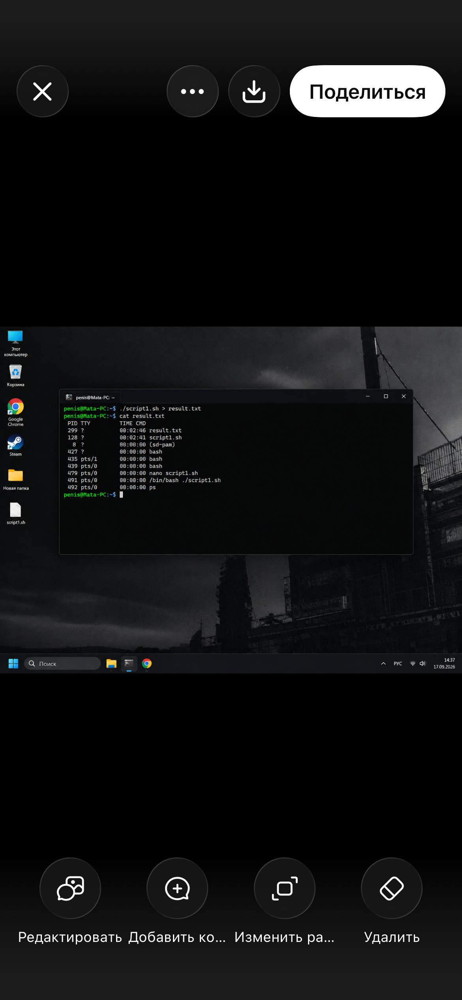 Поделиться
Этот
компьютер
Корзина
Google
Chrome
Steam
Новая папка
script1.sh
penis@Mata-PC: ~
penis@Mata-PC:~$ ./script1.sh > result.txt
penis@Mata-PC:~$ cat result.txt
PID TTY TIME CMD
299 ? 00:02:46 result.txt
128 ? 00:02:41 script1.sh
8 ? 00:00:00 (sd-pam)
427 ? 00:00:00 bash
435 pts/1 00:00:00 bash
439 pts/0 00:00:00 bash
479 pts/0 00:00:00 nano script1.sh
491 pts/0 00:00:00 /bin/bash ./script1.sh
492 pts/0 00:00:00 ps
penis@Mata-PC:~$
Поиск
РУС
14:37
17.09.2026
Редактировать Добавить ко... Изменить ра... Удалить